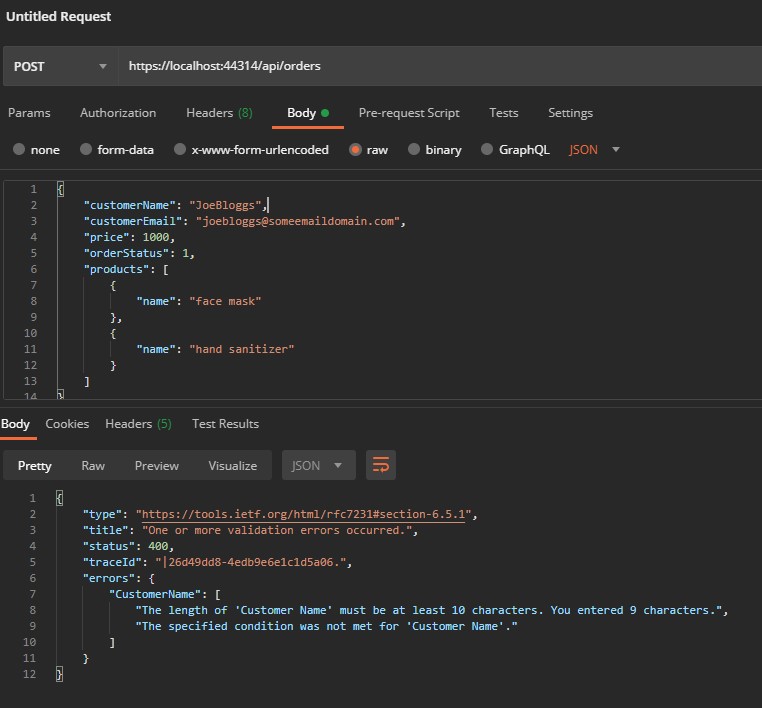 Untitled Request
POST https://localhost:44314/api/orders
Params Authorization Headers (8) Body Pre-request Script Tests Settings
none form-data x-www-form-urlencoded raw binary GraphQL JSON
1 {
2 "customerName": "JoeBloggs",
3 "customerEmail": "joebloggs@someemaildomain.com",
4 "price": 1000,
5 "orderStatus": 1,
6 "products": [
7 {
8 "name": "face mask"
9 },
10 {
11 "name": "hand sanitizer"
12 }
13 ]
14 }
Body Cookies Headers (5) Test Results
Pretty Raw Preview Visualize JSON
1 {
2 "type": "https://tools.ietf.org/html/rfc7231#section-6.5.1",
3 "title": "One or more validation errors occurred.",
4 "status": 400,
5 "traceId": "|26d49dd8-4edb9e6e1c1d5a06.",
6 "errors": {
7 "CustomerName": [
8 "The length of 'Customer Name' must be at least 10 characters. You entered 9 characters.",
9 "The specified condition was not met for 'Customer Name'."
10 ]
11 }
12 }